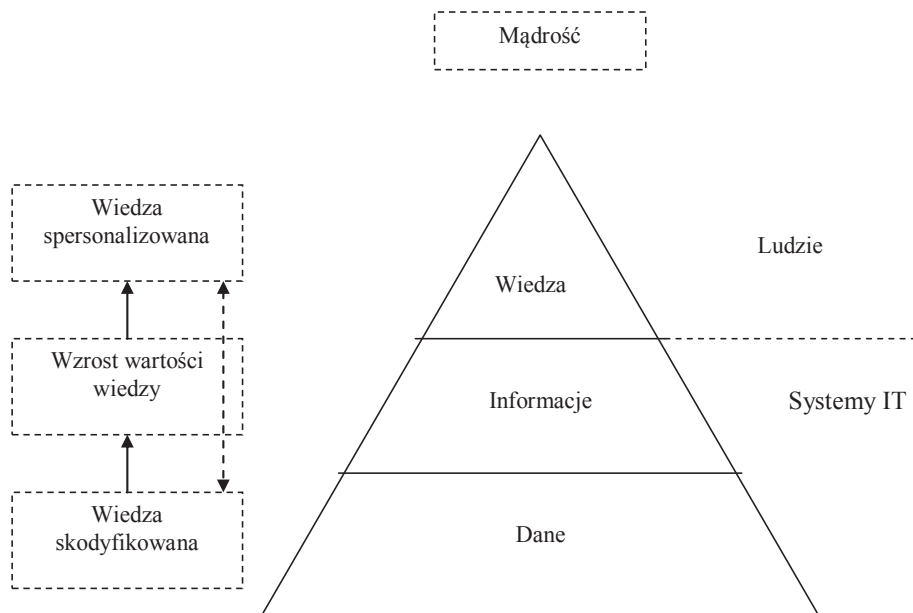 Mądrość
Wiedza
spersonalizowana
Ludzie
Wiedza
Wzrost wartości
wiedzy
Informacje
Systemy IT
Wiedza
skodyfikowana
Dane